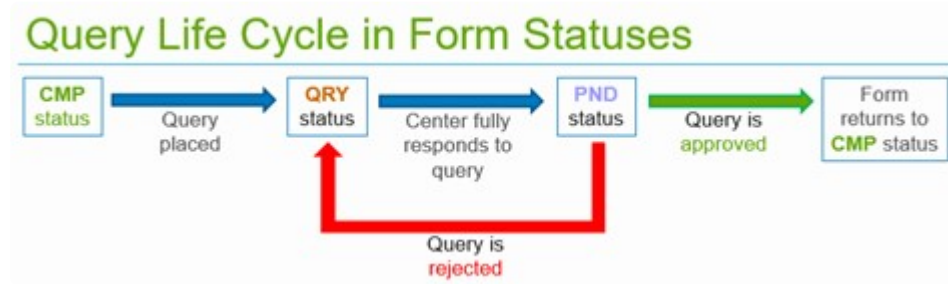 Query Life Cycle in Form Statuses
CMP
status
Query
placed
QRY
status
Center fully
responds to
query
PND
status
Query is
approved
Form
returns to
CMP status
Query is
rejected